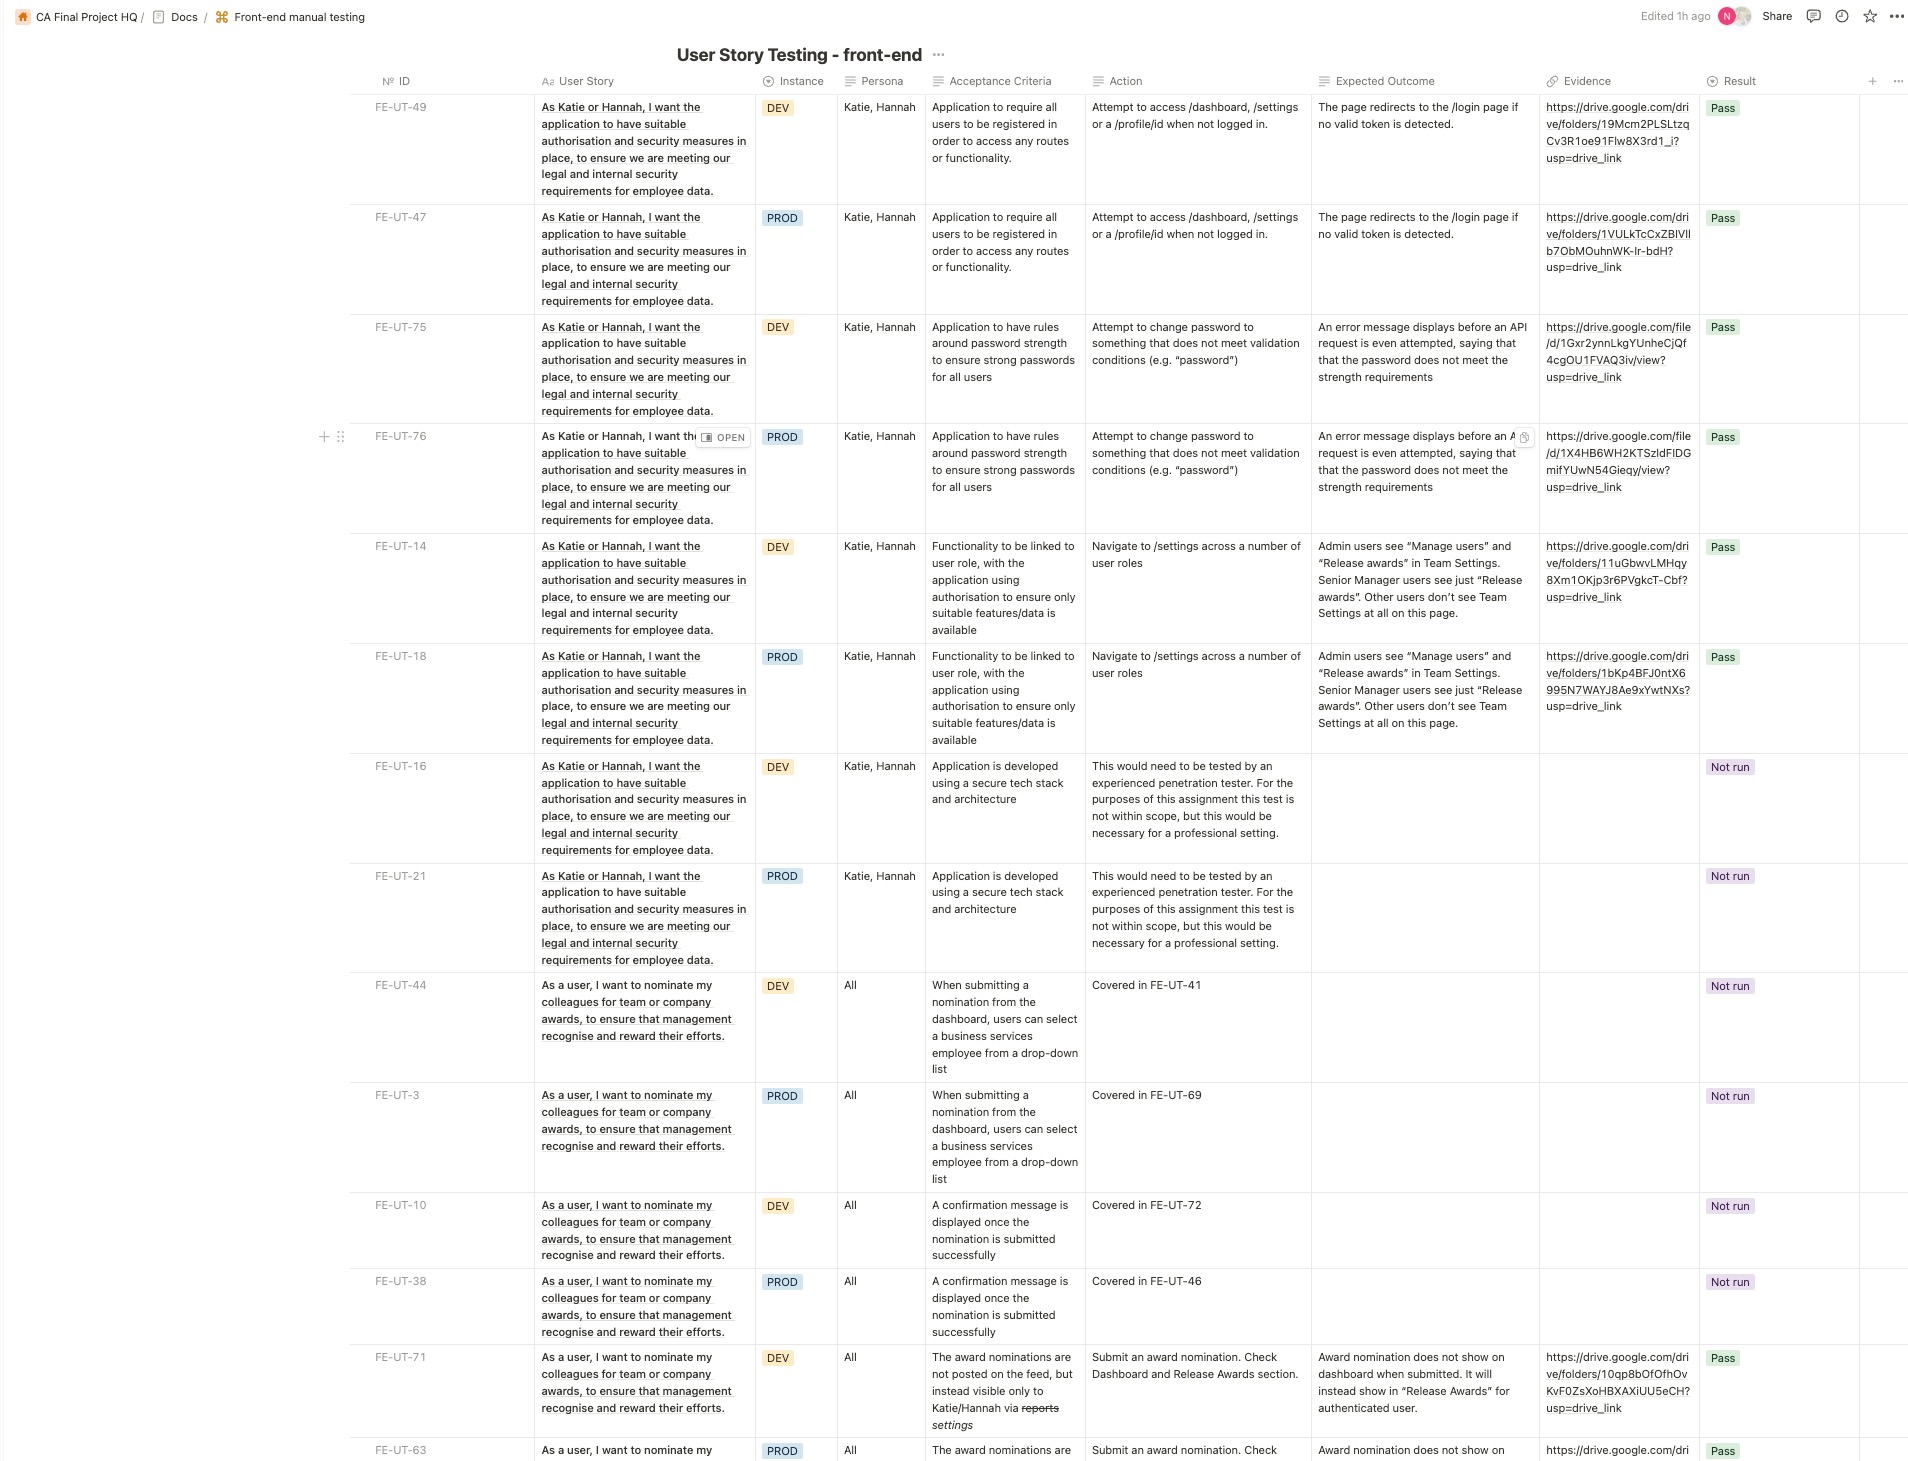 CA Final Project HQ / Docs / Front-end manual testing
Edited 1h ago N Share
User Story Testing - front-end
Nº ID
Aa User Story
Instance
Persona
Acceptance Criteria
Action
Expected Outcome
Evidence
Result
FE-UT-49
As Katie or Hannah, I want the
application to have suitable
authorisation and security measures in
place, to ensure we are meeting our
legal and internal security
requirements for employee data.
DEV
Katie, Hannah
Application to require all
users to be registered in
order to access any routes
or functionality.
Attempt to access /dashboard, /settings
or a /profile/id when not logged in.
The page redirects to the /login page if
no valid token is detected.
https://drive.google.com/dri
ve/folders/19Mcm2PLSLtzq
Cv3R1oe91Flw8X3rd1_i?
usp=drive_link
Pass
FE-UT-47
As Katie or Hannah, I want the
application to have suitable
authorisation and security measures in
place, to ensure we are meeting our
legal and internal security
requirements for employee data.
PROD
Katie, Hannah
Application to require all
users to be registered in
order to access any routes
or functionality.
Attempt to access /dashboard, /settings
or a /profile/id when not logged in.
The page redirects to the /login page if
no valid token is detected.
https://drive.google.com/dri
ve/folders/1VULkTcCxZBlVIl
b7ObMOuhnWK-Ir-bdH?
usp=drive_link
Pass
FE-UT-75
As Katie or Hannah, I want the
application to have suitable
authorisation and security measures in
place, to ensure we are meeting our
legal and internal security
requirements for employee data.
DEV
Katie, Hannah
Application to have rules
around password strength
to ensure strong passwords
for all users
Attempt to change password to
something that does not meet validation
conditions (e.g. “password”)
An error message displays before an API
request is even attempted, saying that
that the password does not meet the
strength requirements
https://drive.google.com/file
/d/1Gxr2ynnLkgYUnheCjQf
4cgOU1FVAQ3iv/view?
usp=drive_link
Pass
FE-UT-76
As Katie or Hannah, I want the
OPEN
application to have suitable
authorisation and security measures in
place, to ensure we are meeting our
legal and internal security
requirements for employee data.
PROD
Katie, Hannah
Application to have rules
around password strength
to ensure strong passwords
for all users
Attempt to change password to
something that does not meet validation
conditions (e.g. “password”)
An error message displays before an A
request is even attempted, saying that
that the password does not meet the
strength requirements
https://drive.google.com/file
/d/1X4HB6WH2KTSzldFlDG
mifYUwN54Gieqy/view?
usp=drive_link
Pass
FE-UT-14
As Katie or Hannah, I want the
application to have suitable
authorisation and security measures in
place, to ensure we are meeting our
legal and internal security
requirements for employee data.
DEV
Katie, Hannah
Functionality to be linked to
user role, with the
application using
authorisation to ensure only
suitable features/data is
available
Navigate to /settings across a number of
user roles
Admin users see “Manage users” and
“Release awards” in Team Settings.
Senior Manager users see just “Release
awards”. Other users don’t see Team
Settings at all on this page.
https://drive.google.com/dri
ve/folders/11uGbwvLMHqy
8Xm1OKjp3r6PVgkcT-Cbf?
usp=drive_link
Pass
FE-UT-18
As Katie or Hannah, I want the
application to have suitable
authorisation and security measures in
place, to ensure we are meeting our
legal and internal security
requirements for employee data.
PROD
Katie, Hannah
Functionality to be linked to
user role, with the
application using
authorisation to ensure only
suitable features/data is
available
Navigate to /settings across a number of
user roles
Admin users see “Manage users” and
“Release awards” in Team Settings.
Senior Manager users see just “Release
awards”. Other users don’t see Team
Settings at all on this page.
https://drive.google.com/dri
ve/folders/1bKp4BFJ0ntX6
995N7WAYJ8Ae9xYwtNXs?
usp=drive_link
Pass
FE-UT-16
As Katie or Hannah, I want the
application to have suitable
authorisation and security measures in
place, to ensure we are meeting our
legal and internal security
requirements for employee data.
DEV
Katie, Hannah
Application is developed
using a secure tech stack
and architecture
This would need to be tested by an
experienced penetration tester. For the
purposes of this assignment this test is
not within scope, but this would be
necessary for a professional setting.
Not run
FE-UT-21
As Katie or Hannah, I want the
application to have suitable
authorisation and security measures in
place, to ensure we are meeting our
legal and internal security
requirements for employee data.
PROD
Katie, Hannah
Application is developed
using a secure tech stack
and architecture
This would need to be tested by an
experienced penetration tester. For the
purposes of this assignment this test is
not within scope, but this would be
necessary for a professional setting.
Not run
FE-UT-44
As a user, I want to nominate my
colleagues for team or company
awards, to ensure that management
recognise and reward their efforts.
DEV
All
When submitting a
nomination from the
dashboard, users can select
a business services
employee from a drop-down
list
Covered in FE-UT-41
Not run
FE-UT-3
As a user, I want to nominate my
colleagues for team or company
awards, to ensure that management
recognise and reward their efforts.
PROD
All
When submitting a
nomination from the
dashboard, users can select
a business services
employee from a drop-down
list
Covered in FE-UT-69
Not run
FE-UT-10
As a user, I want to nominate my
colleagues for team or company
awards, to ensure that management
recognise and reward their efforts.
DEV
All
A confirmation message is
displayed once the
nomination is submitted
successfully
Covered in FE-UT-72
Not run
FE-UT-38
As a user, I want to nominate my
colleagues for team or company
awards, to ensure that management
recognise and reward their efforts.
PROD
All
A confirmation message is
displayed once the
nomination is submitted
successfully
Covered in FE-UT-46
Not run
FE-UT-71
As a user, I want to nominate my
colleagues for team or company
awards, to ensure that management
recognise and reward their efforts.
DEV
All
The award nominations are
not posted on the feed, but
instead visible only to
Katie/Hannah via reports
settings
Submit an award nomination. Check
Dashboard and Release Awards section.
Award nomination does not show on
dashboard when submitted. It will
instead show in “Release Awards” for
authenticated user.
https://drive.google.com/dri
ve/folders/10qp8bOfOfhOv
KvF0ZsXoHBXAXiUU5eCH?
usp=drive_link
Pass
FE-UT-63
As a user, I want to nominate my
PROD
All
The award nominations are
Submit an award nomination. Check
Award nomination does not show on
https://drive.google.com/dri
Pass